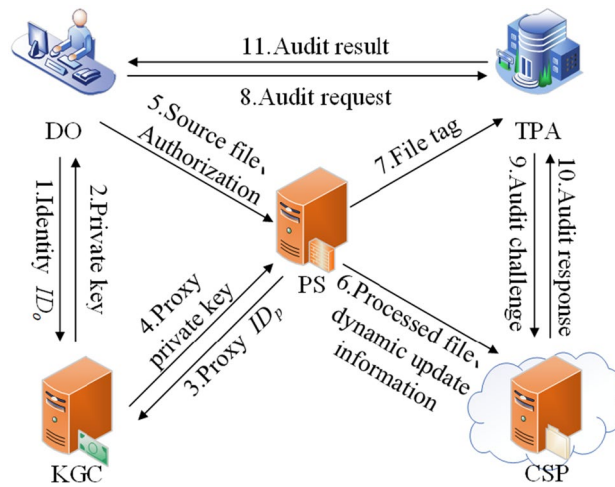 11.Audit result
8.Audit request
DO
TPA
5.Source file、
Authorization
7.File tag
1.Identity IDo
2.Private key
9.Audit challenge
10.Audit response
PS
4.Proxy
private key
3.Proxy IDp
6.Processed file、
dynamic update
information
KGC
CSP